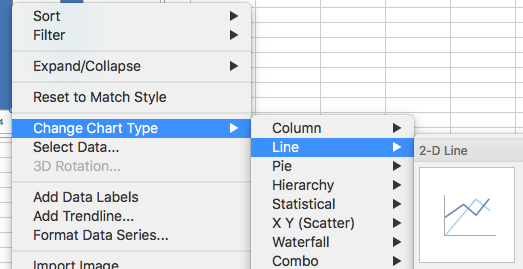 Sort
Filter
Expand/Collapse
Reset to Match Style
4
Change Chart Type
Select Data...
3D Rotation...
Add Data Labels
Add Trendline...
Format Data Series...
Import Image
Column
Line
Pie
Hierarchy
Statistical
X Y (Scatter)
Waterfall
Combo
2-D Line